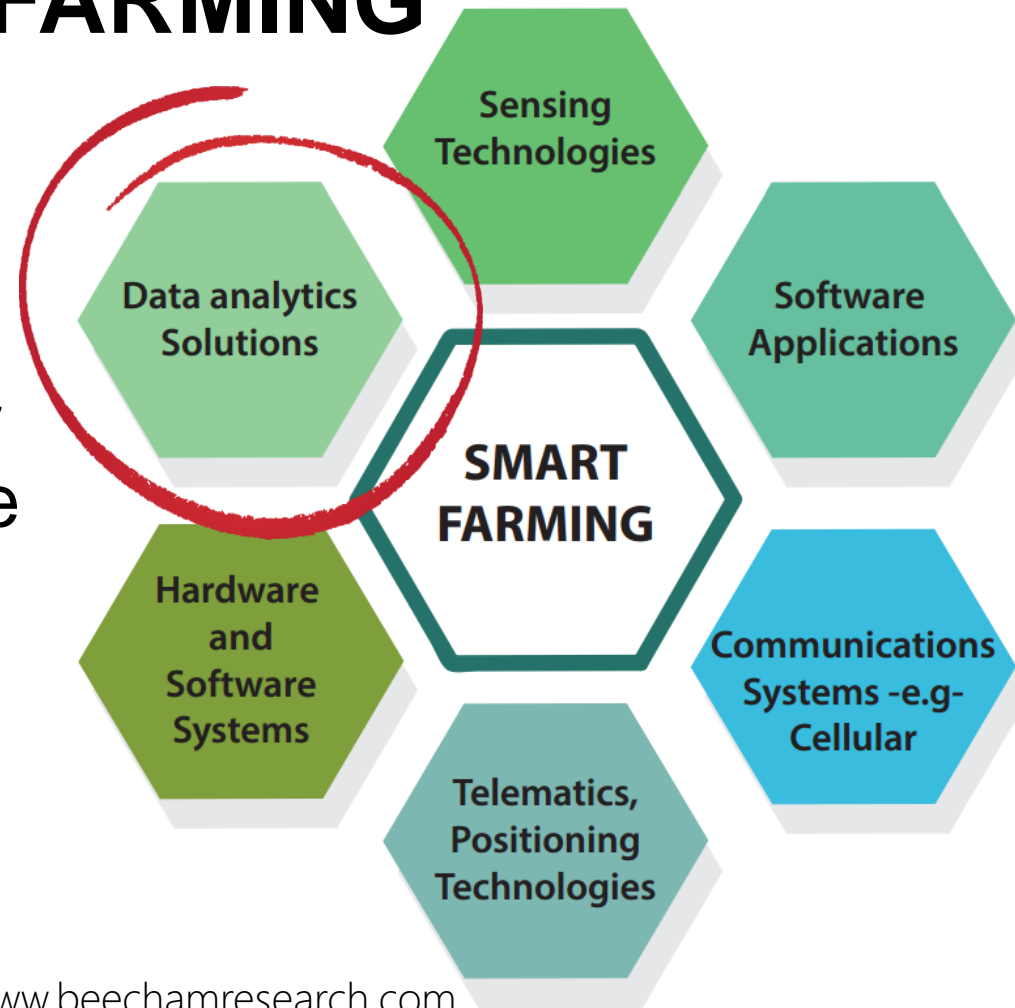 FARMING
Sensing
Technologies
Data analytics
Solutions
Software
Applications
e
SMART
FARMING
Hardware
and
Software
Systems
Communications
Systems -e.g-
Cellular
Telematics,
Positioning
Technologies
ww.beechamresearch.com